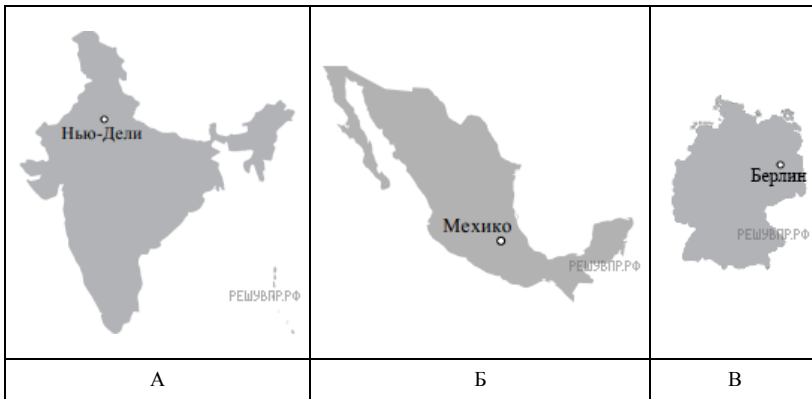 Нью-Дели
РЕШУВПР.РФ
Мехико
РЕШУВПР.РФ
Берлин
РЕШУВПР.РФ
А
Б
В